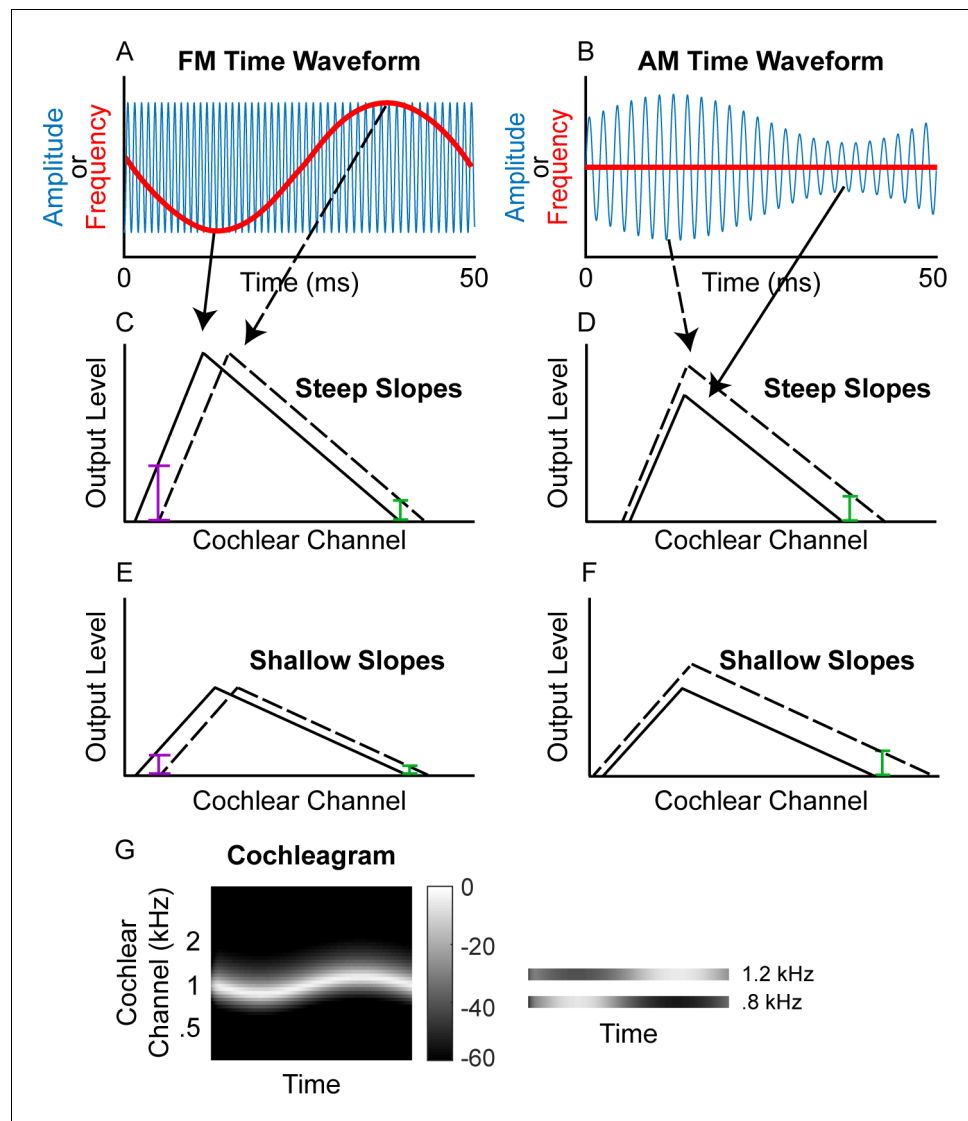 A
FM Time Waveform
Amplitude
or
Frequency
0
Time (ms)
50
B
AM Time Waveform
Amplitude
or
Frequency
0
Time (ms)
50
C
Steep Slopes
Output Level
Cochlear Channel
D
Steep Slopes
Output Level
Cochlear Channel
E
Shallow Slopes
Output Level
Cochlear Channel
F
Shallow Slopes
Output Level
Cochlear Channel
G
Cochleagram
Cochlear
Channel (kHz)
2
1
.5
Time
0
-20
-40
-60
1.2 kHz
.8 kHz
Time